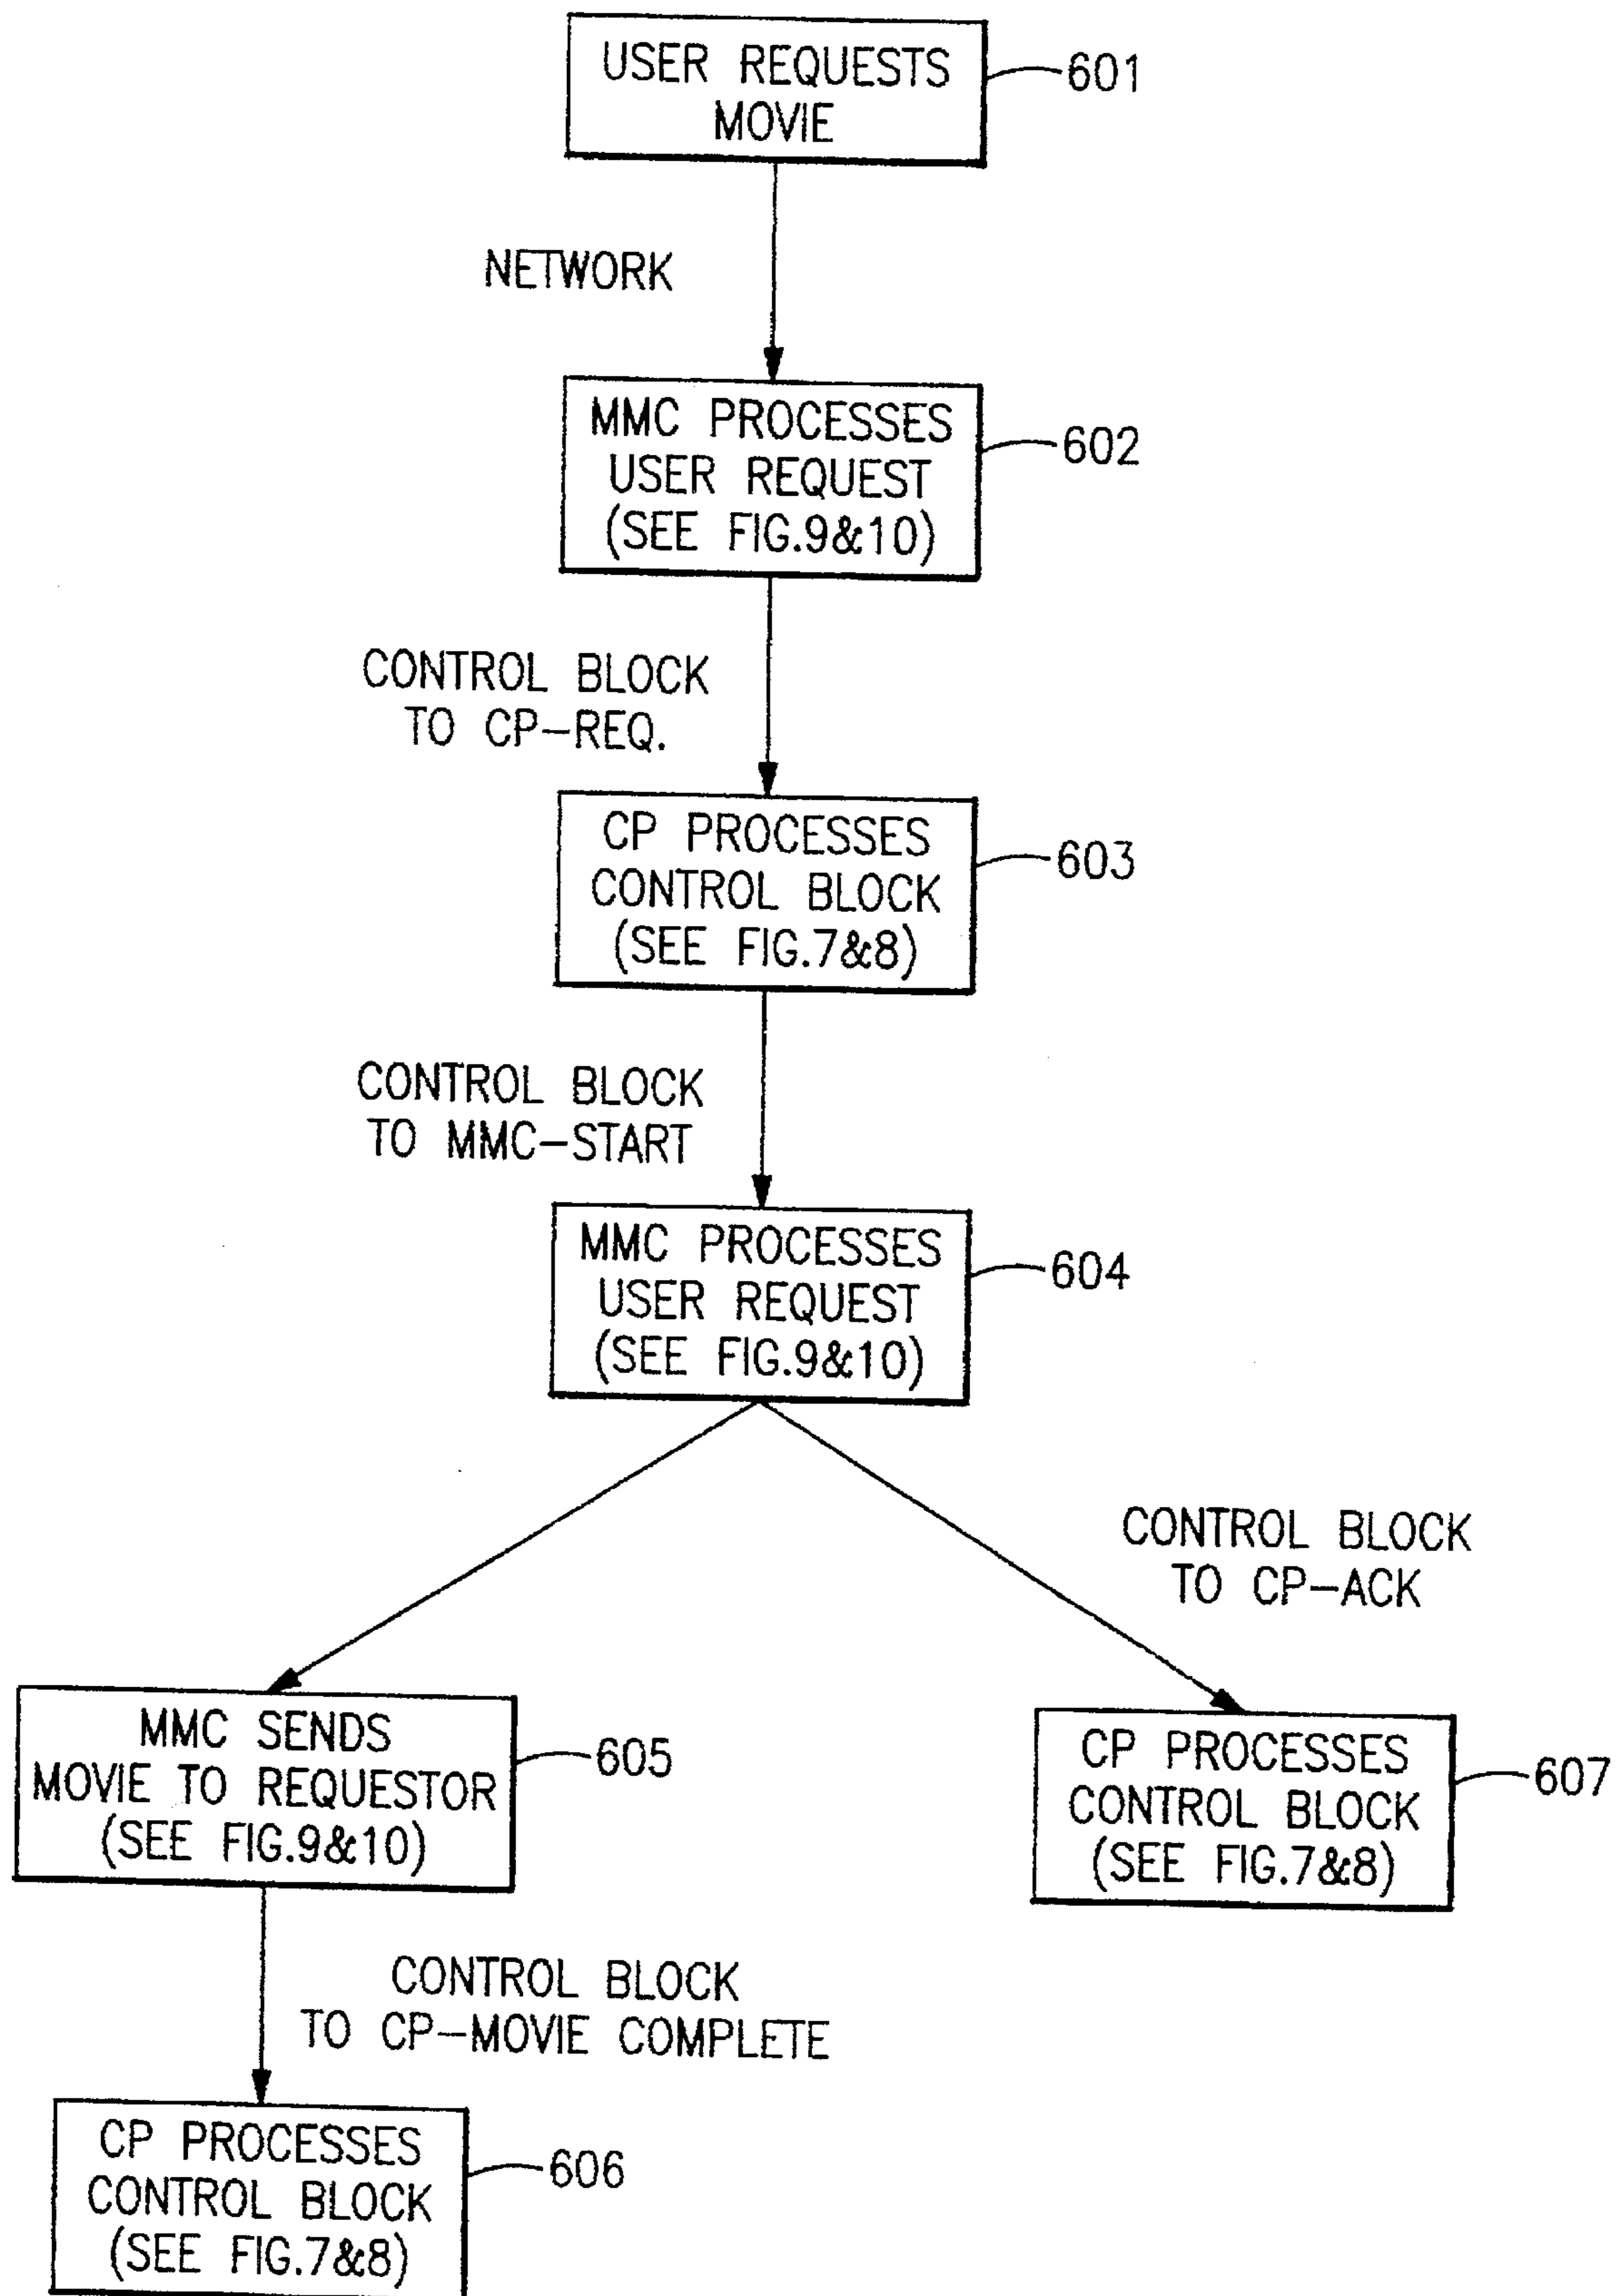 USER REQUESTS
MOVIE
601
NETWORK
MMC PROCESSES
USER REQUEST
(SEE FIG.9&10)
602
CONTROL BLOCK
TO CP-REQ.
CP PROCESSES
CONTROL BLOCK
(SEE FIG.7&8)
603
CONTROL BLOCK
TO MMC-START
MMC PROCESSES
USER REQUEST
(SEE FIG.9&10)
604
CONTROL BLOCK
TO CP-ACK
MMC SENDS
MOVIE TO REQUESTOR
(SEE FIG.9&10)
605
CP PROCESSES
CONTROL BLOCK
(SEE FIG.7&8)
607
CONTROL BLOCK
TO CP-MOVIE COMPLETE
CP PROCESSES
CONTROL BLOCK
(SEE FIG.7&8)
606